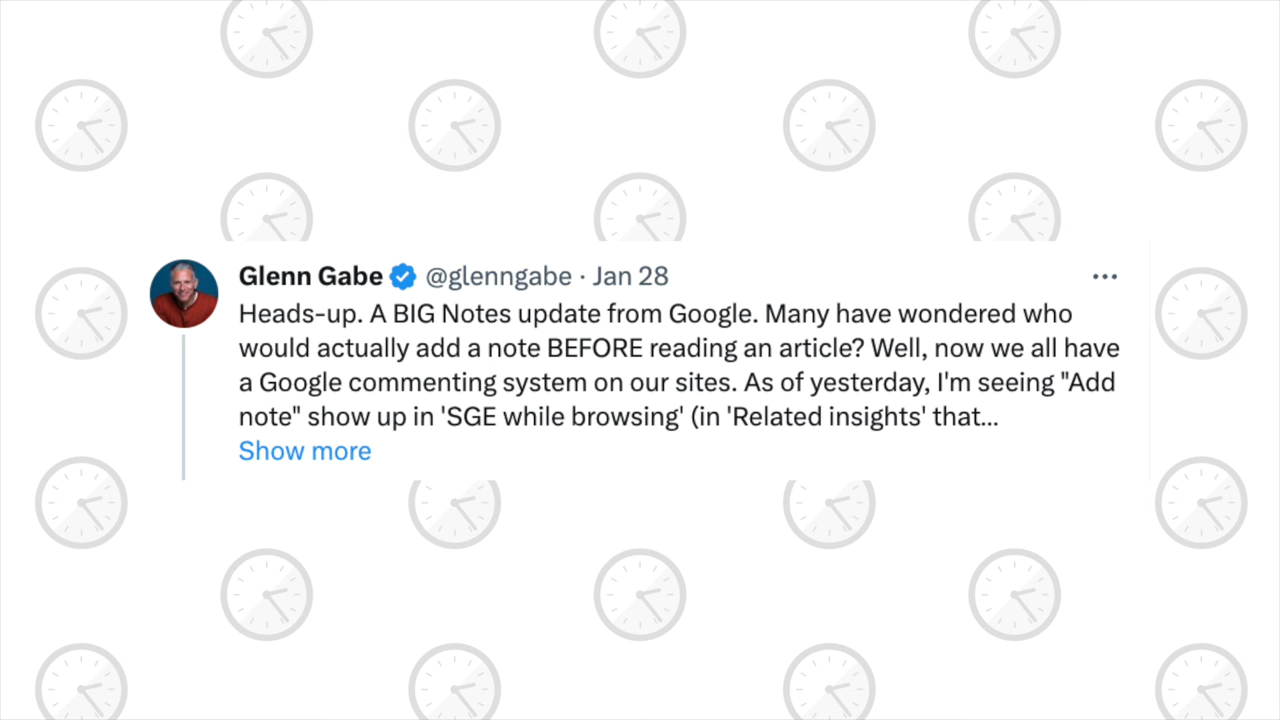 Glenn Gabe @glenngabe · Jan 28
Heads-up. A BIG Notes update from Google. Many have wondered who
would actually add a note BEFORE reading an article? Well, now we all have
a Google commenting system on our sites. As of yesterday, I'm seeing "Add
note" show up in 'SGE while browsing' (in 'Related insights' that...
Show more